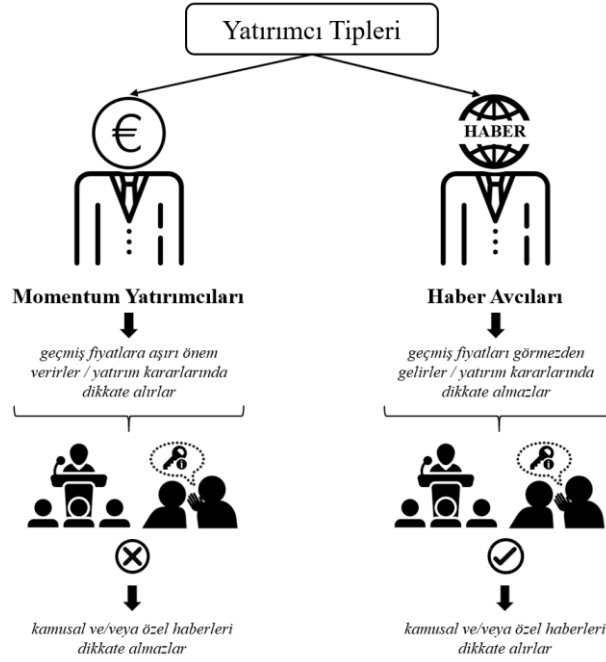 Yatırımcı Tipleri
€
HABER
Momentum Yatırımcıları
geçmiş fiyatlara aşırı önem
verirler / yatırım kararlarında
dikkate alırlar
kamusal ve/veya özel haberleri
dikkate almazlar
Haber Avcıları
geçmiş fiyatları görmezden
gelirler / yatırım kararlarında
dikkate almazlar
kamusal ve/veya özel haberleri
dikkate alırlar